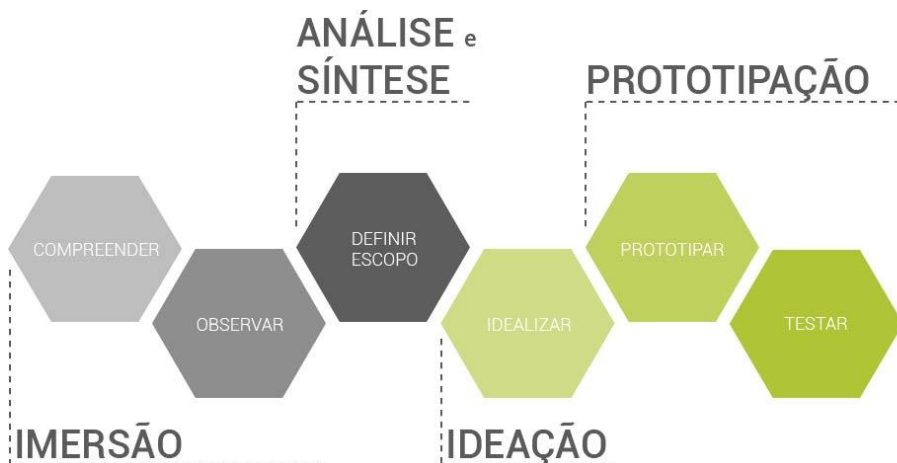 ANÁLISE e
SÍNTESE
PROTOTIPAÇÃO
COMPREENDER
OBSERVAR
DEFINIR
ESCOPO
IDEALIZAR
PROTOTIPAR
TESTAR
IMERSÃO
IDEAÇÃO